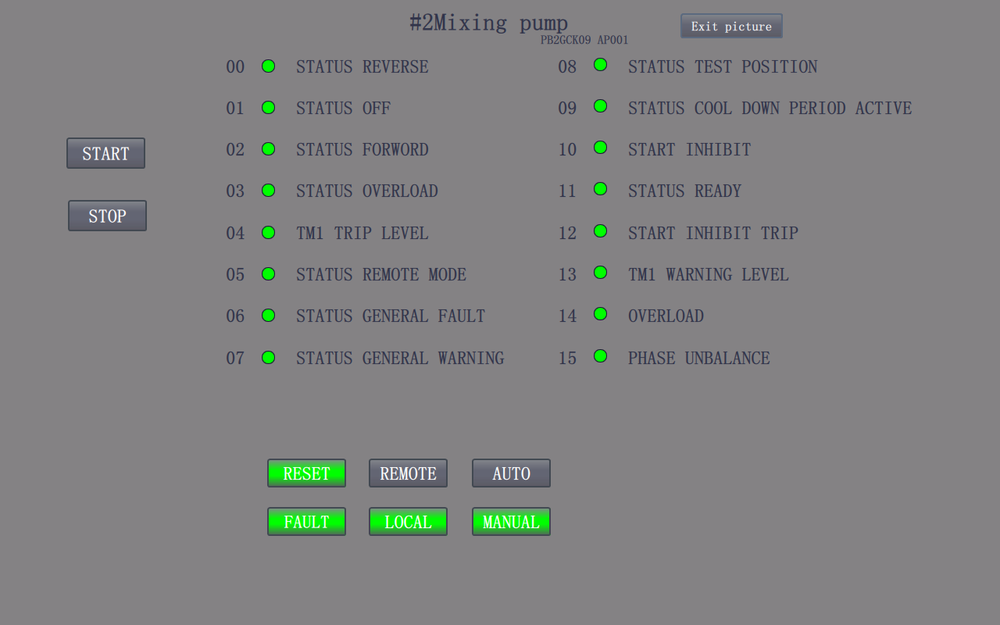 #2Mixing pump
Exit picture
PB2GCK09 AP001
00 STATUS REVERSE
08 STATUS TEST POSITION
01 STATUS OFF
09 STATUS COOL DOWN PERIOD ACTIVE
START
02 STATUS FORWORD
10 START INHIBIT
03 STATUS OVERLOAD
11 STATUS READY
STOP
04 TM1 TRIP LEVEL
12 START INHIBIT TRIP
05 STATUS REMOTE MODE
13 TM1 WARNING LEVEL
06 STATUS GENERAL FAULT
14 OVERLOAD
07 STATUS GENERAL WARNING
15 PHASE UNBALANCE
RESET REMOTE AUTO
FAULT LOCAL MANUAL